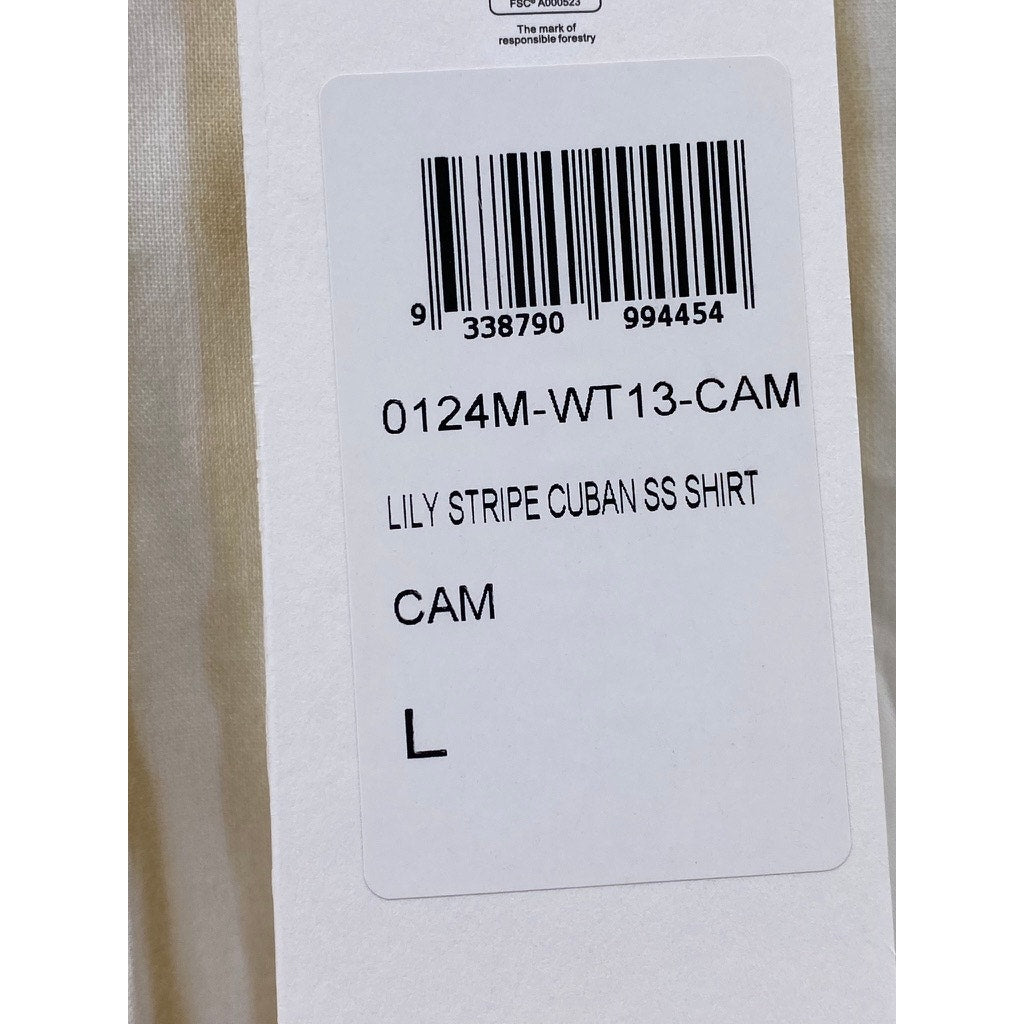 FSC® A000523
The mark of
responsible forestry
9 338790 994454
0124M-WT13-CAM
LILY STRIPE CUBAN SS SHIRT
CAM
L